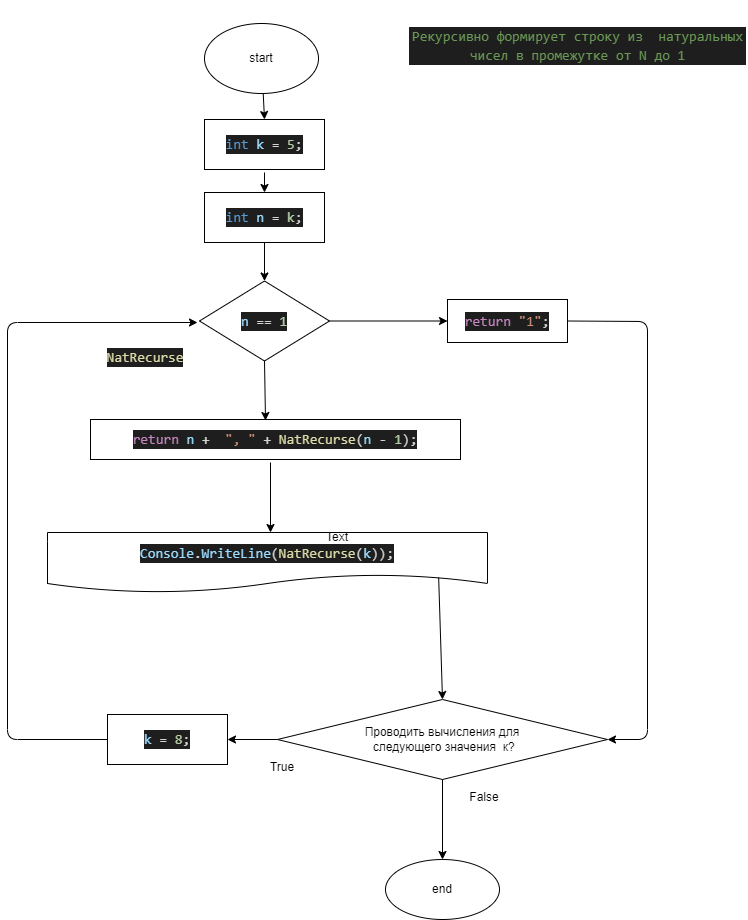 Рекурсивно формирует строку из натуральных
чисел в промежутке от N до 1
start
int k = 5;
int n = k;
n == 1
return "1";
NatRecurse
return n + ", " + NatRecurse(n - 1);
Text
Console.WriteLine(NatRecurse(k));
Проводить вычисления для
следующего значения к?
k = 8;
True
False
end